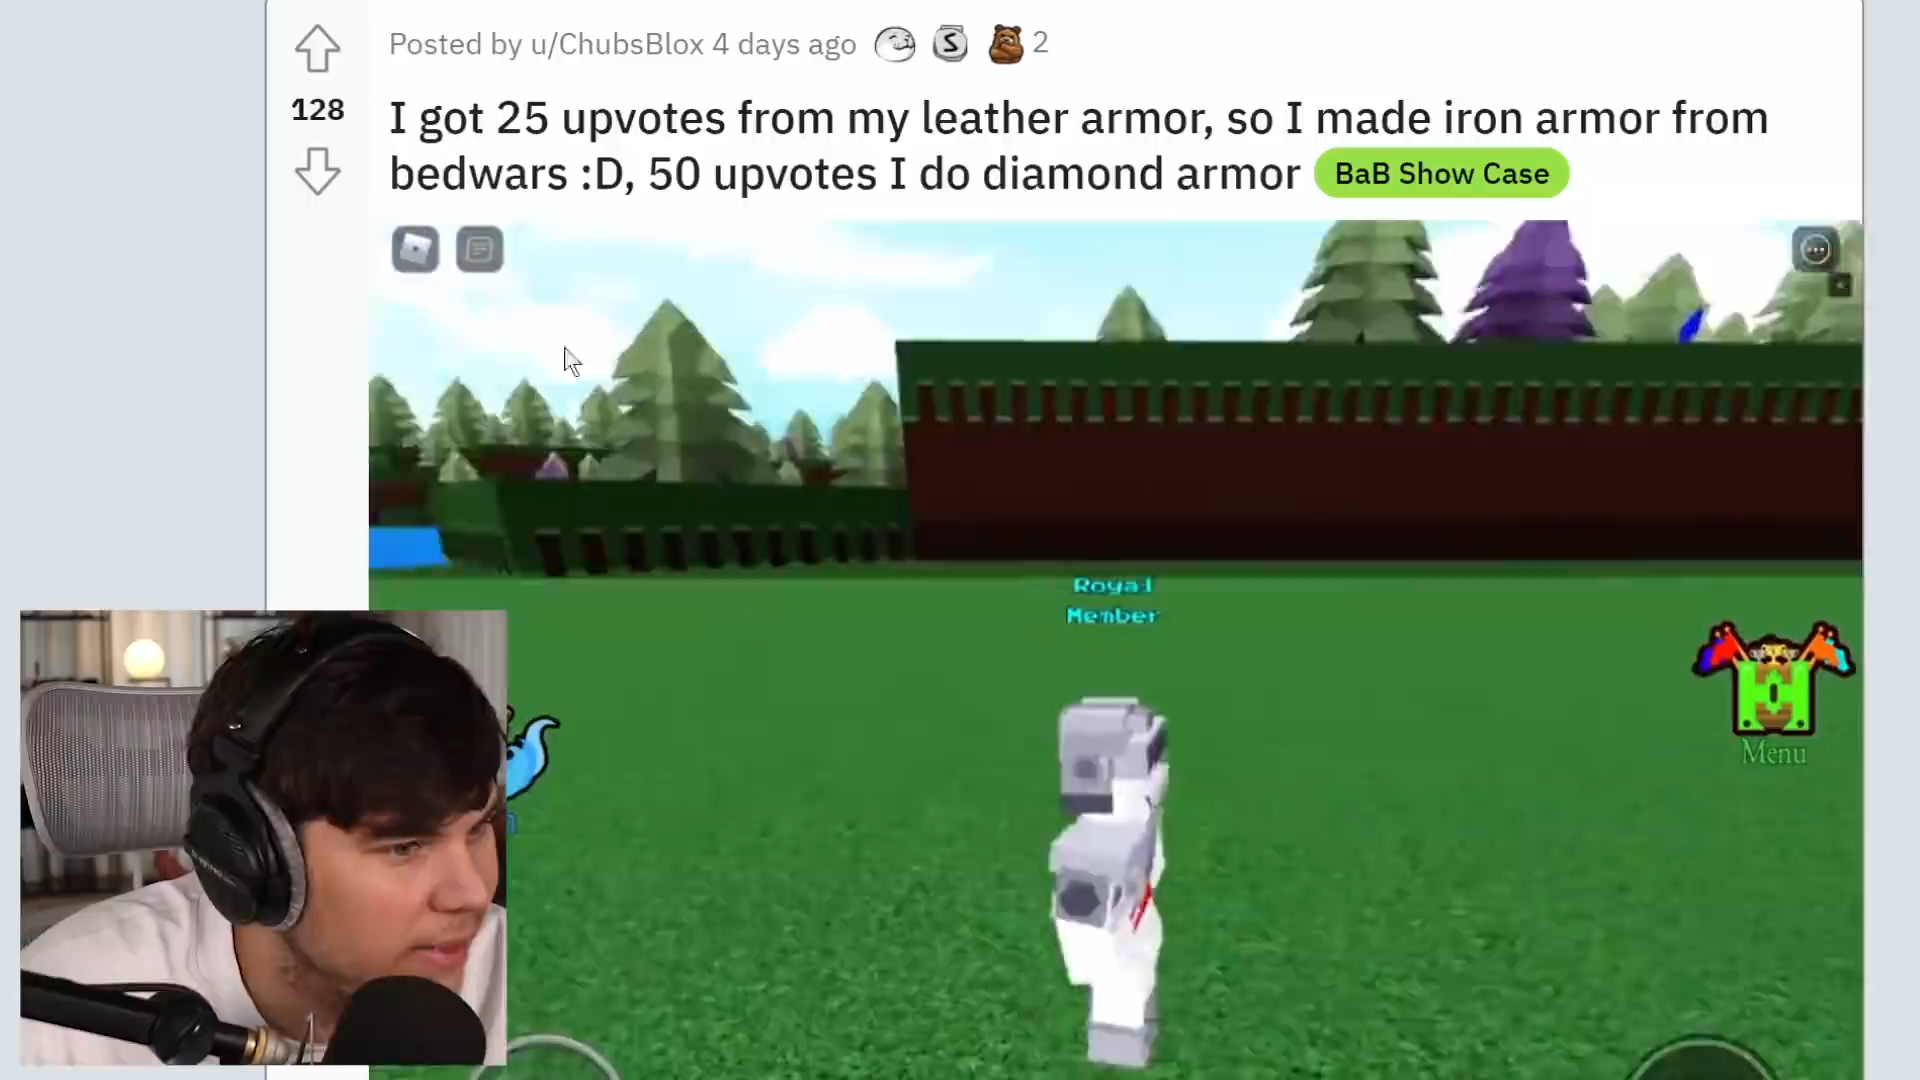 Posted by u/ChubsBlox 4 days ago
2
128
I got 25 upvotes from my leather armor, so I made iron armor from
bedwars :D, 50 upvotes I do diamond armor
BaB Show Case
Royal
Member
Menu